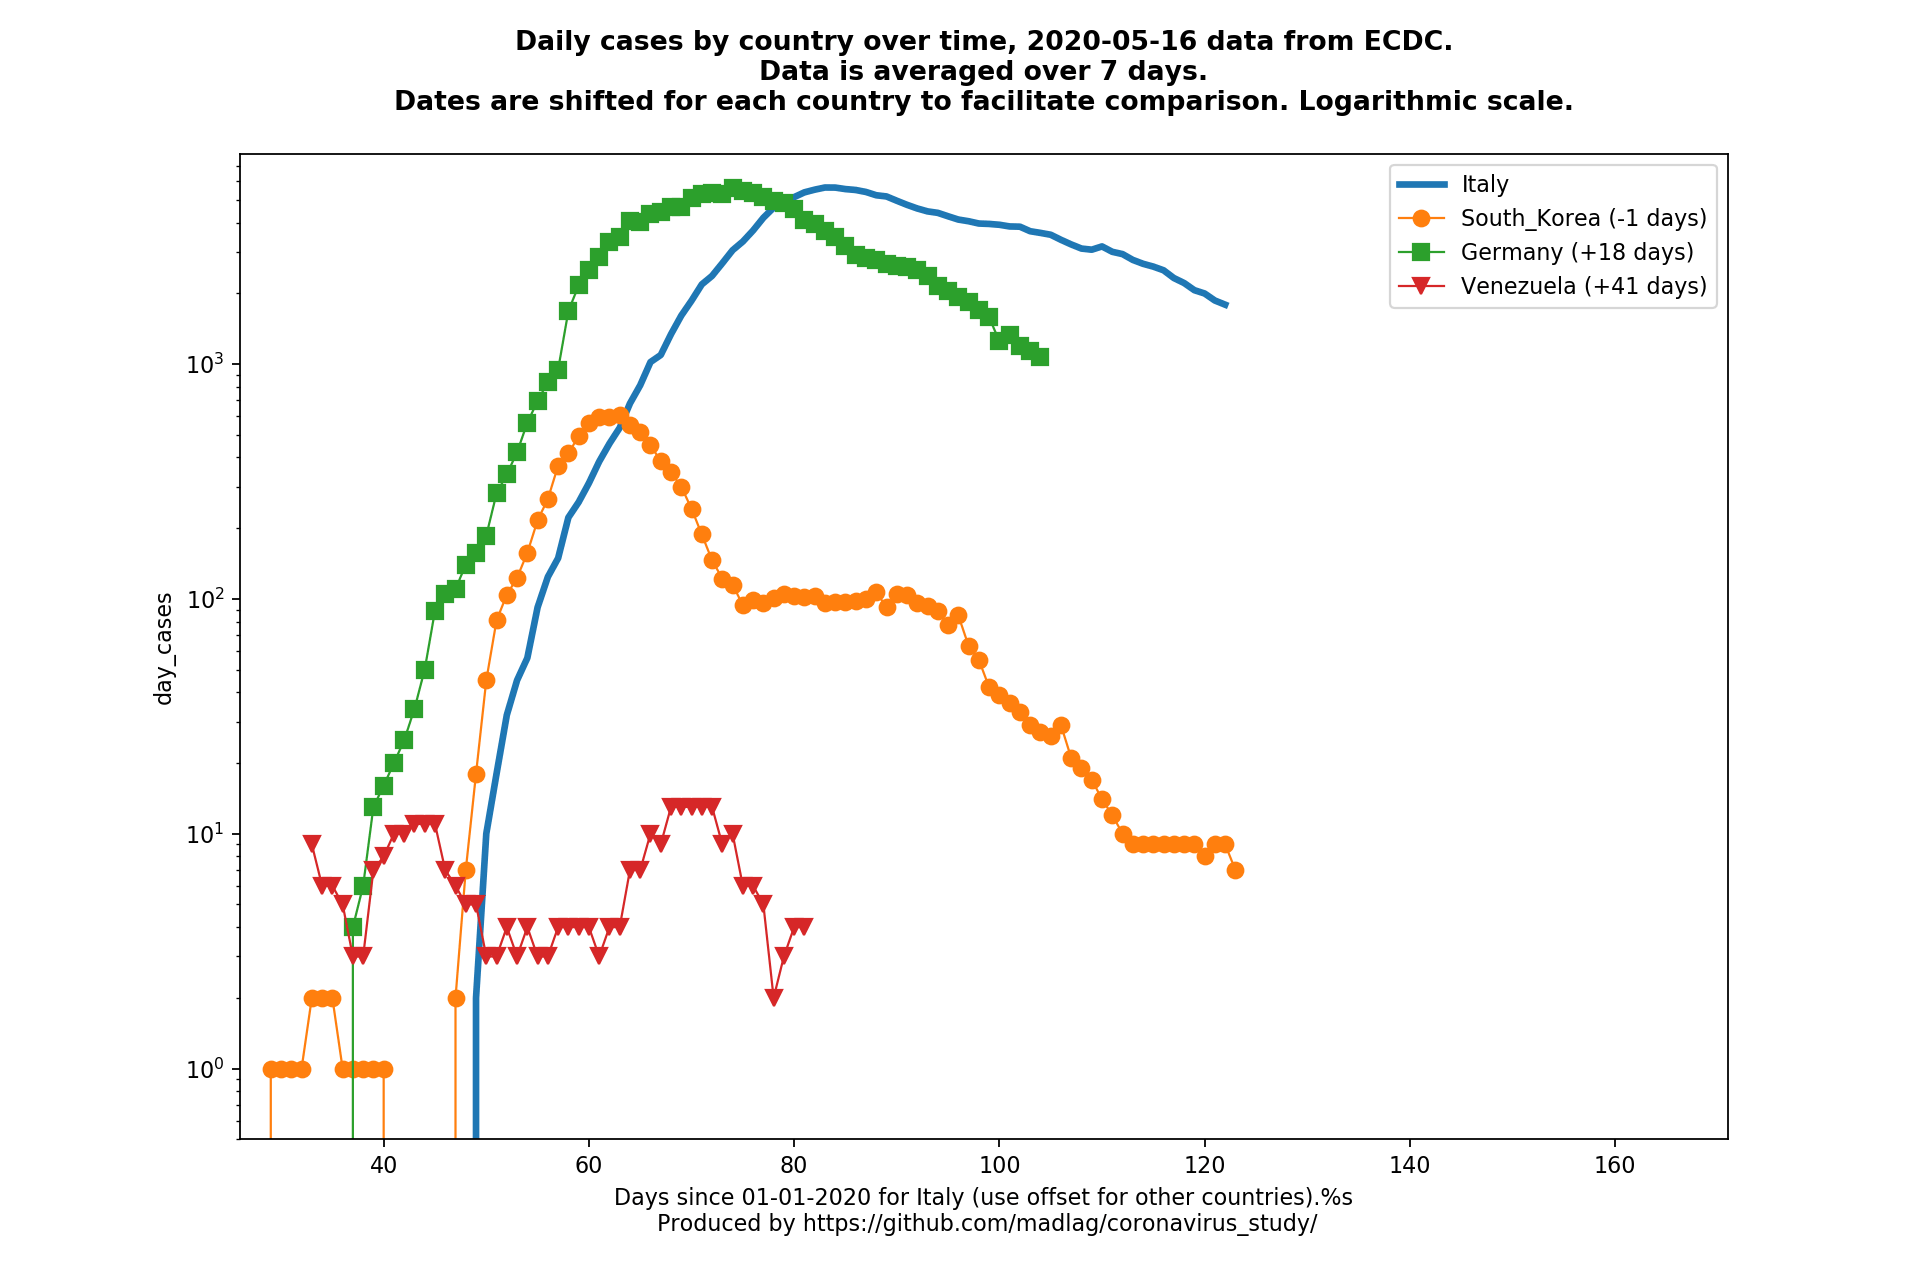 Daily cases by country over time, 2020-05-16 data from ECDC.
Data is averaged over 7 days.
Dates are shifted for each country to facilitate comparison. Logarithmic scale.
Italy
South_Korea (-1 days)
Germany (+18 days)
Venezuela (+41 days)
day_cases
10³
10²
10¹
10⁰
40 60 80 100 120 140 160
Days since 01-01-2020 for Italy (use offset for other countries).%s
Produced by https://github.com/madlag/coronavirus_study/